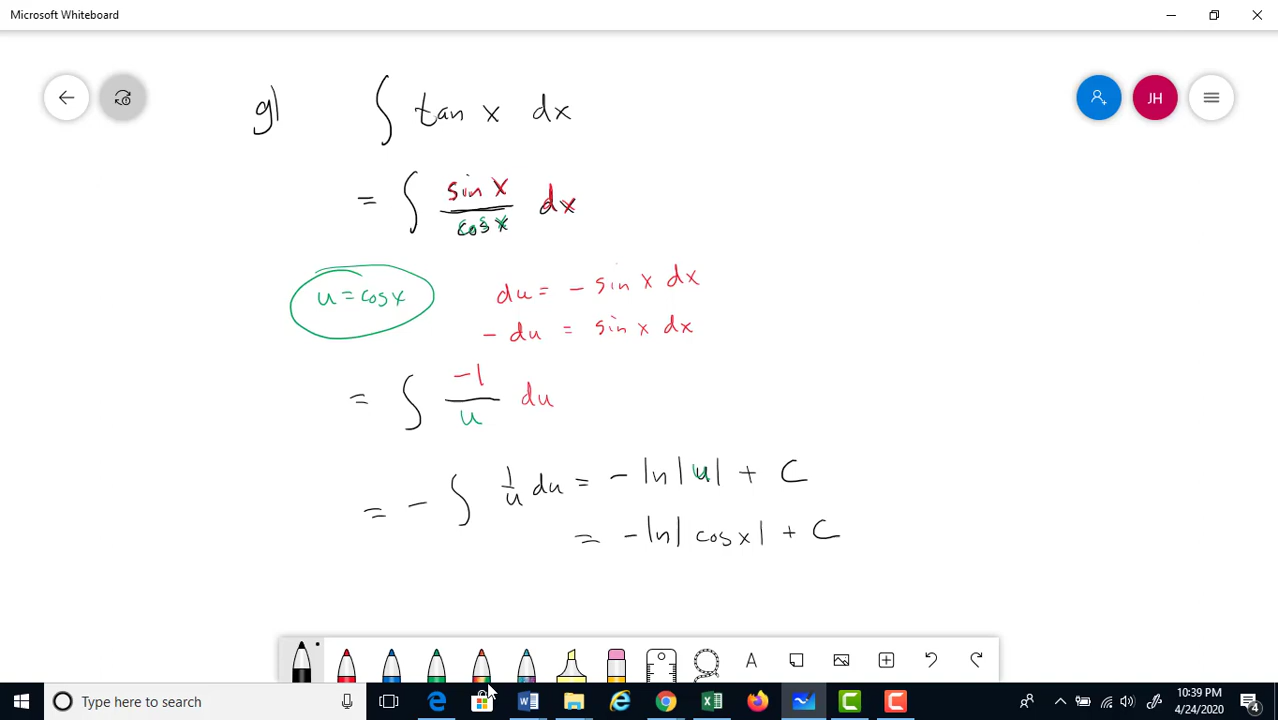 Microsoft Whiteboard
JH
g) ∫ tan x dx
= ∫ sin x / cos x dx
u = cos x
du = - sin x dx
- du = sin x dx
= ∫ -1 / u du
= - ∫ 1/u du = - ln|u| + C
= - ln| cos x | + C
A
Type here to search
10:39 PM
4/24/2020
4